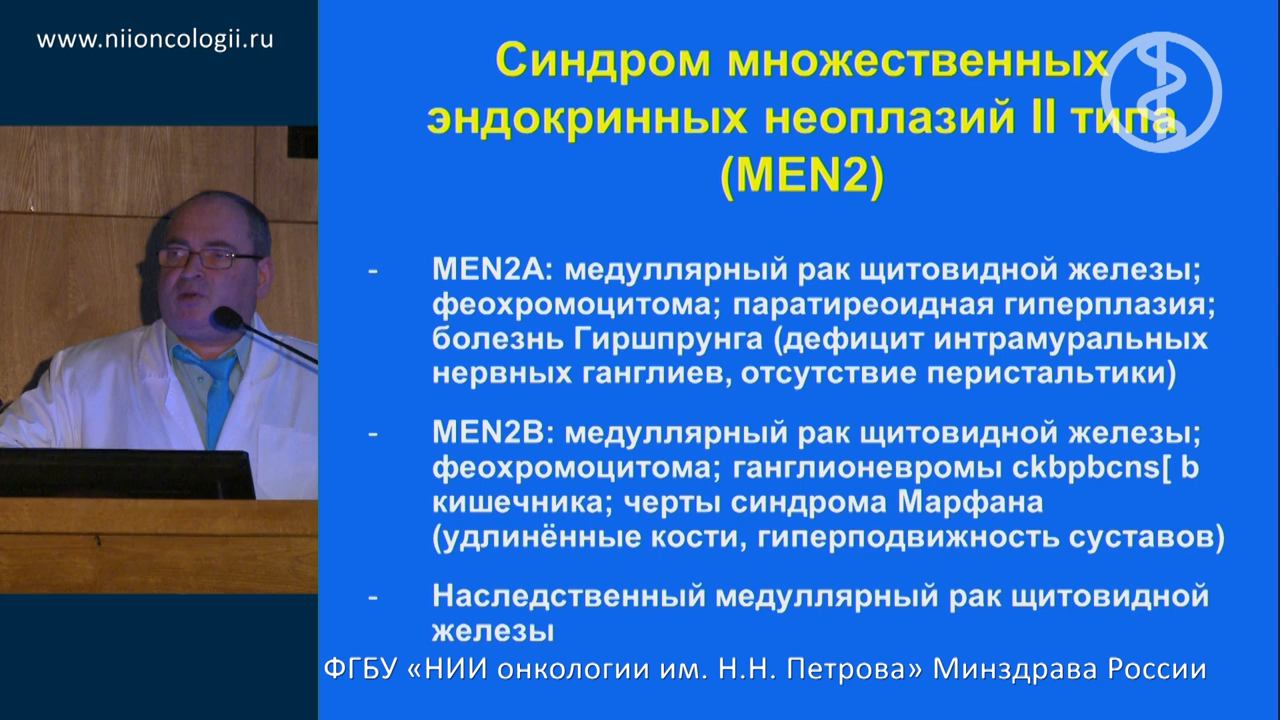 www.niioncologii.ru
Синдром множественных
эндокринных неоплазий II типа
(MEN2)
- MEN2A: медуллярный рак щитовидной железы;
феохромоцитома; паратиреоидная гиперплазия;
болезнь Гиршпрунга (дефицит интрамуральных
нервных ганглиев, отсутствие перистальтики)
- MEN2B: медуллярный рак щитовидной железы;
феохромоцитома; ганглионевромы ckbpbcns[ b
кишечника; черты синдрома Марфана
(удлинённые кости, гиперподвижность суставов)
- Наследственный медуллярный рак щитовидной
железы
ФГБУ «НИИ онкологии им. Н.Н. Петрова» Минздрава России